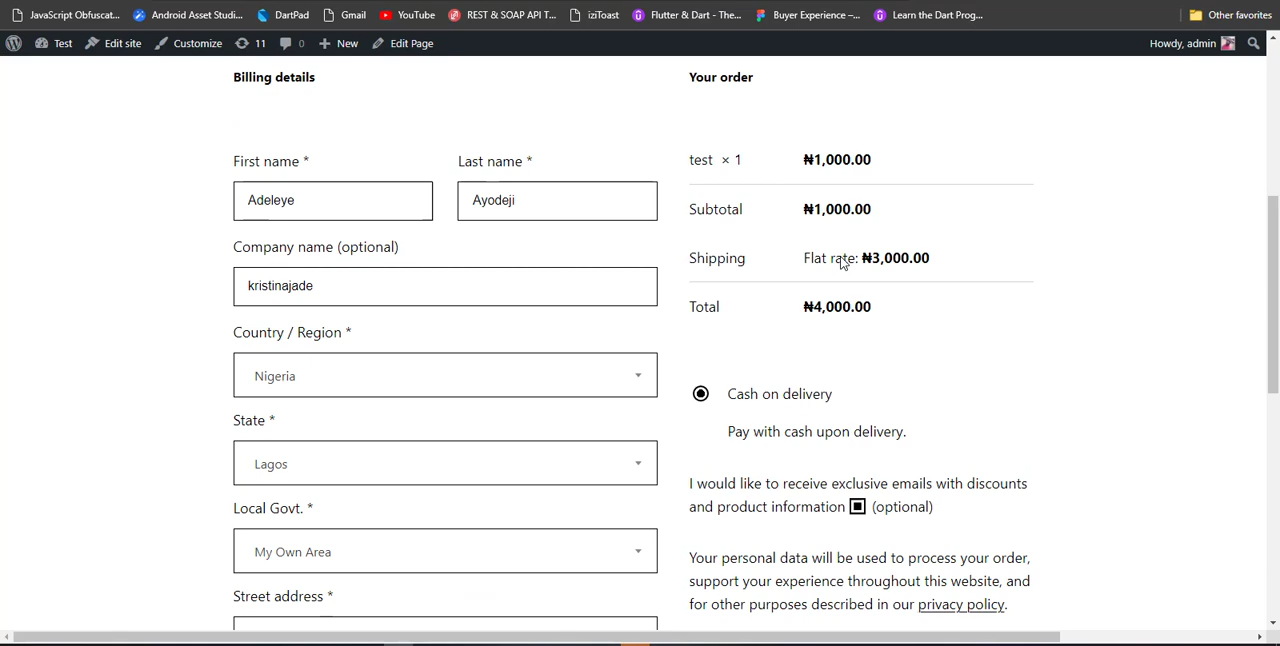 JavaScript Obfuscat... Android Asset Studi... DartPad Gmail YouTube REST & SOAP API T... iziToast Flutter & Dart - The... Buyer Experience –... Learn the Dart Prog... Other favorites
Test Edit site Customize 11 0 New Edit Page Howdy, admin
Billing details
First name *
Last name *
Adeleye
Ayodeji
Company name (optional)
kristinajade
Country / Region *
Nigeria
State *
Lagos
Local Govt. *
My Own Area
Street address *
Your order
test × 1 ₦1,000.00
Subtotal ₦1,000.00
Shipping Flat rate: ₦3,000.00
Total ₦4,000.00
Cash on delivery
Pay with cash upon delivery.
I would like to receive exclusive emails with discounts
and product information (optional)
Your personal data will be used to process your order,
support your experience throughout this website, and
for other purposes described in our privacy policy.